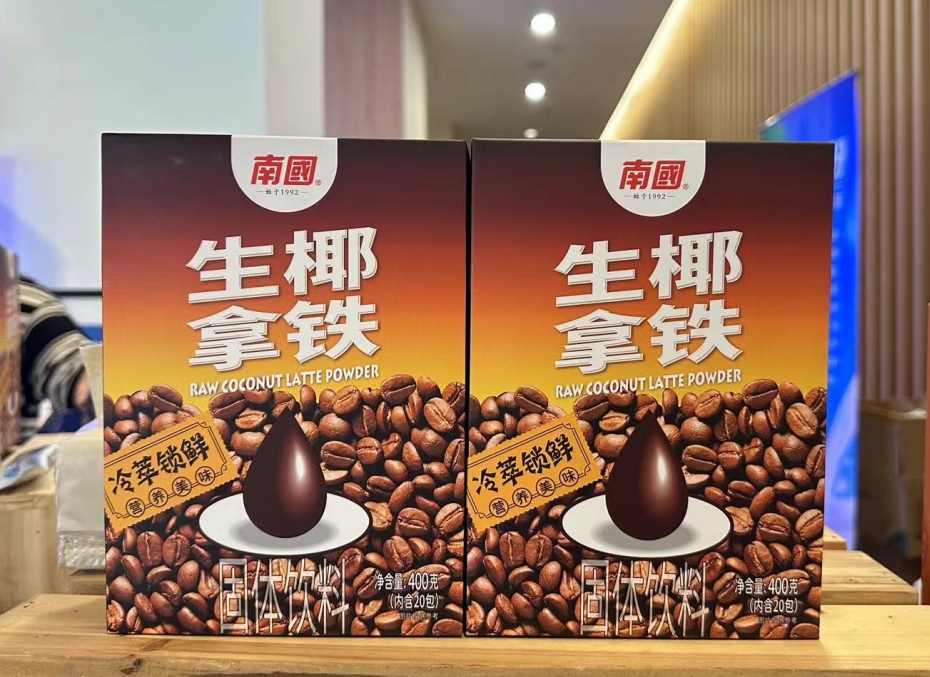 南國®
始于1992
生椰
拿铁
RAW COCONUT LATTE POWDER
冷萃锁鲜
营养美味
固体饮料
净含量:400克
(内含20包)
南國®
始于1992
生椰
拿铁
RAW COCONUT LATTE POWDER
冷萃锁鲜
营养美味
固体饮料
净含量:400克
(内含20包)